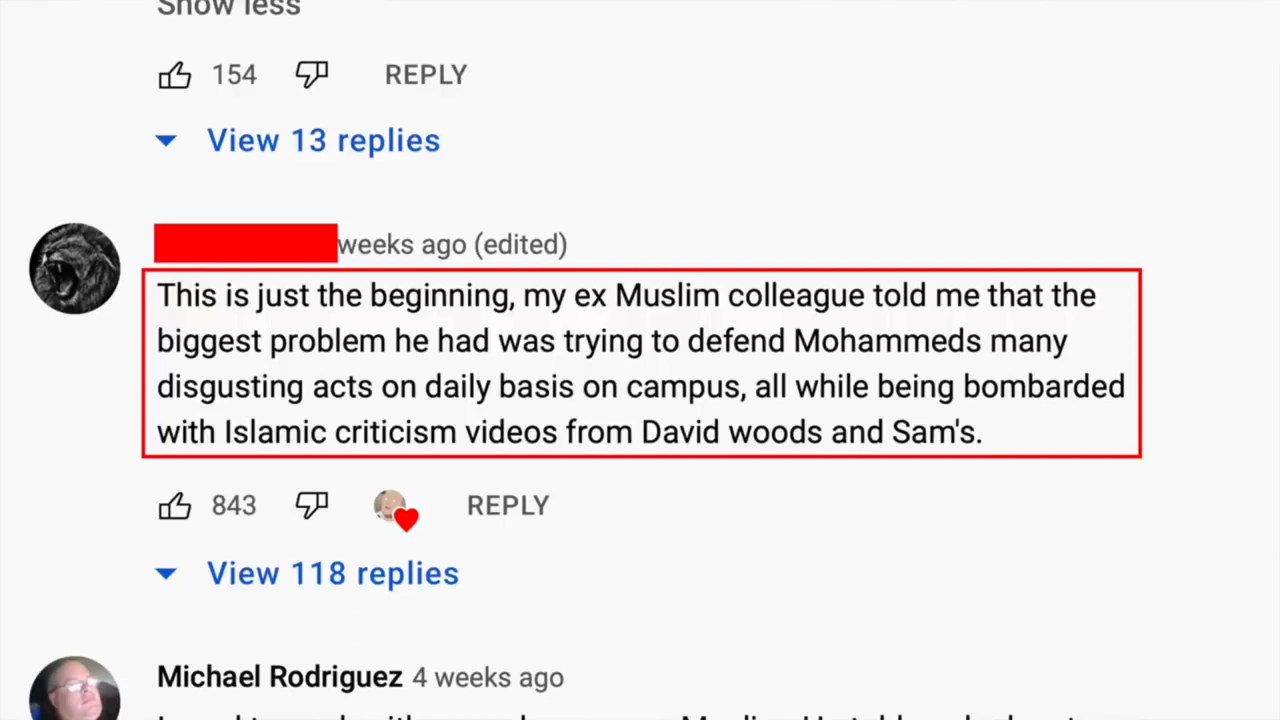 Show less
154 REPLY
View 13 replies
weeks ago (edited)
This is just the beginning, my ex Muslim colleague told me that the
biggest problem he had was trying to defend Mohammeds many
disgusting acts on daily basis on campus, all while being bombarded
with Islamic criticism videos from David woods and Sam's.
843 REPLY
View 118 replies
Michael Rodriguez 4 weeks ago